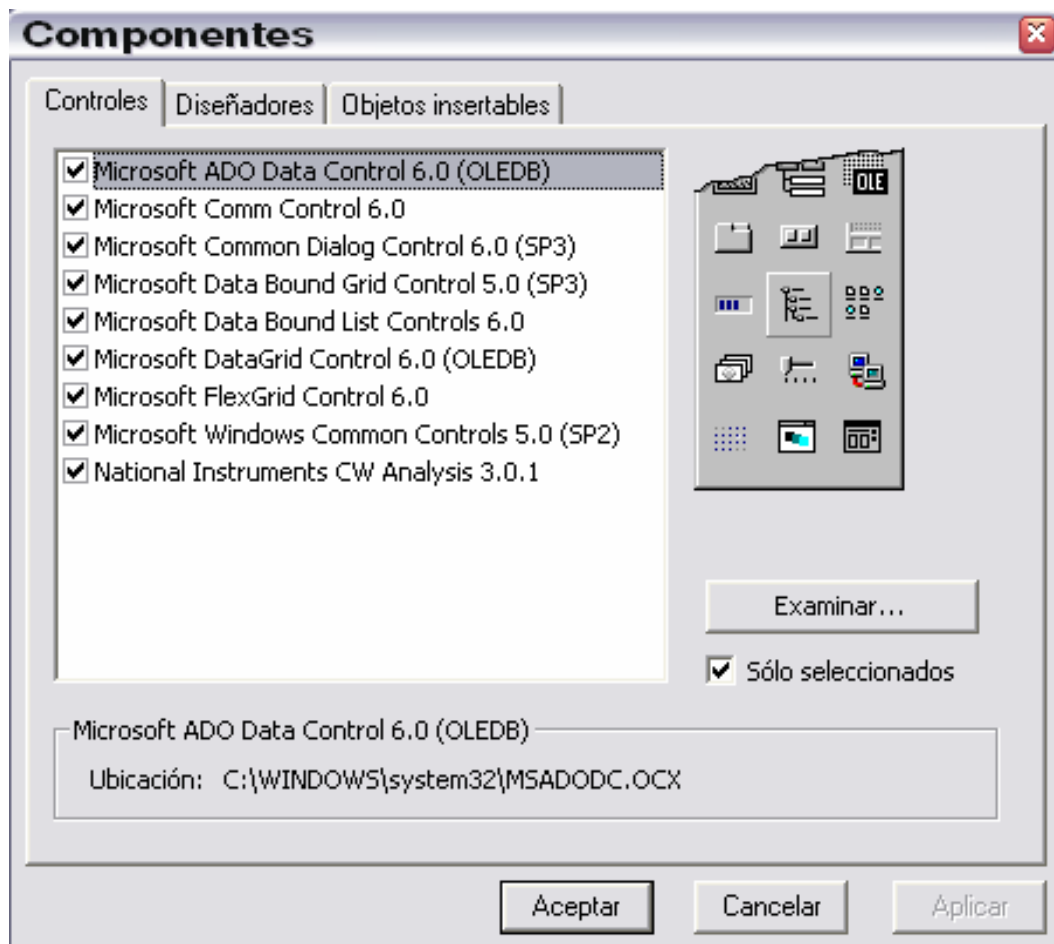 Componentes
Controles Diseñadores Objetos insertables
Microsoft ADO Data Control 6.0 (OLEDB)
Microsoft Comm Control 6.0
Microsoft Common Dialog Control 6.0 (SP3)
Microsoft Data Bound Grid Control 5.0 (SP3)
Microsoft Data Bound List Controls 6.0
Microsoft DataGrid Control 6.0 (OLEDB)
Microsoft FlexGrid Control 6.0
Microsoft Windows Common Controls 5.0 (SP2)
National Instruments CW Analysis 3.0.1
OLE
Examinar...
Sólo seleccionados
Microsoft ADO Data Control 6.0 (OLEDB)
Ubicación: C:\WINDOWS\system32\MSADODC.OCX
Aceptar Cancelar Aplicar